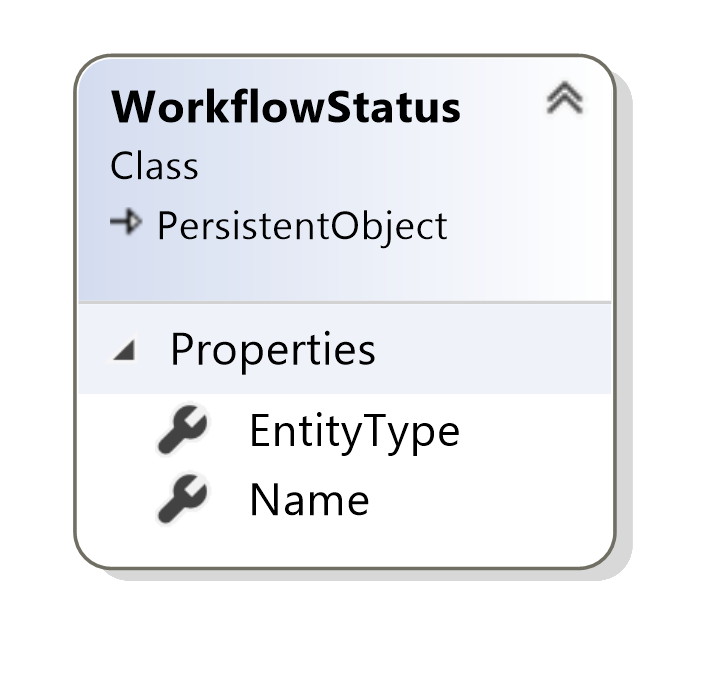 WorkflowStatus
Class
PersistentObject
Properties
EntityType
Name